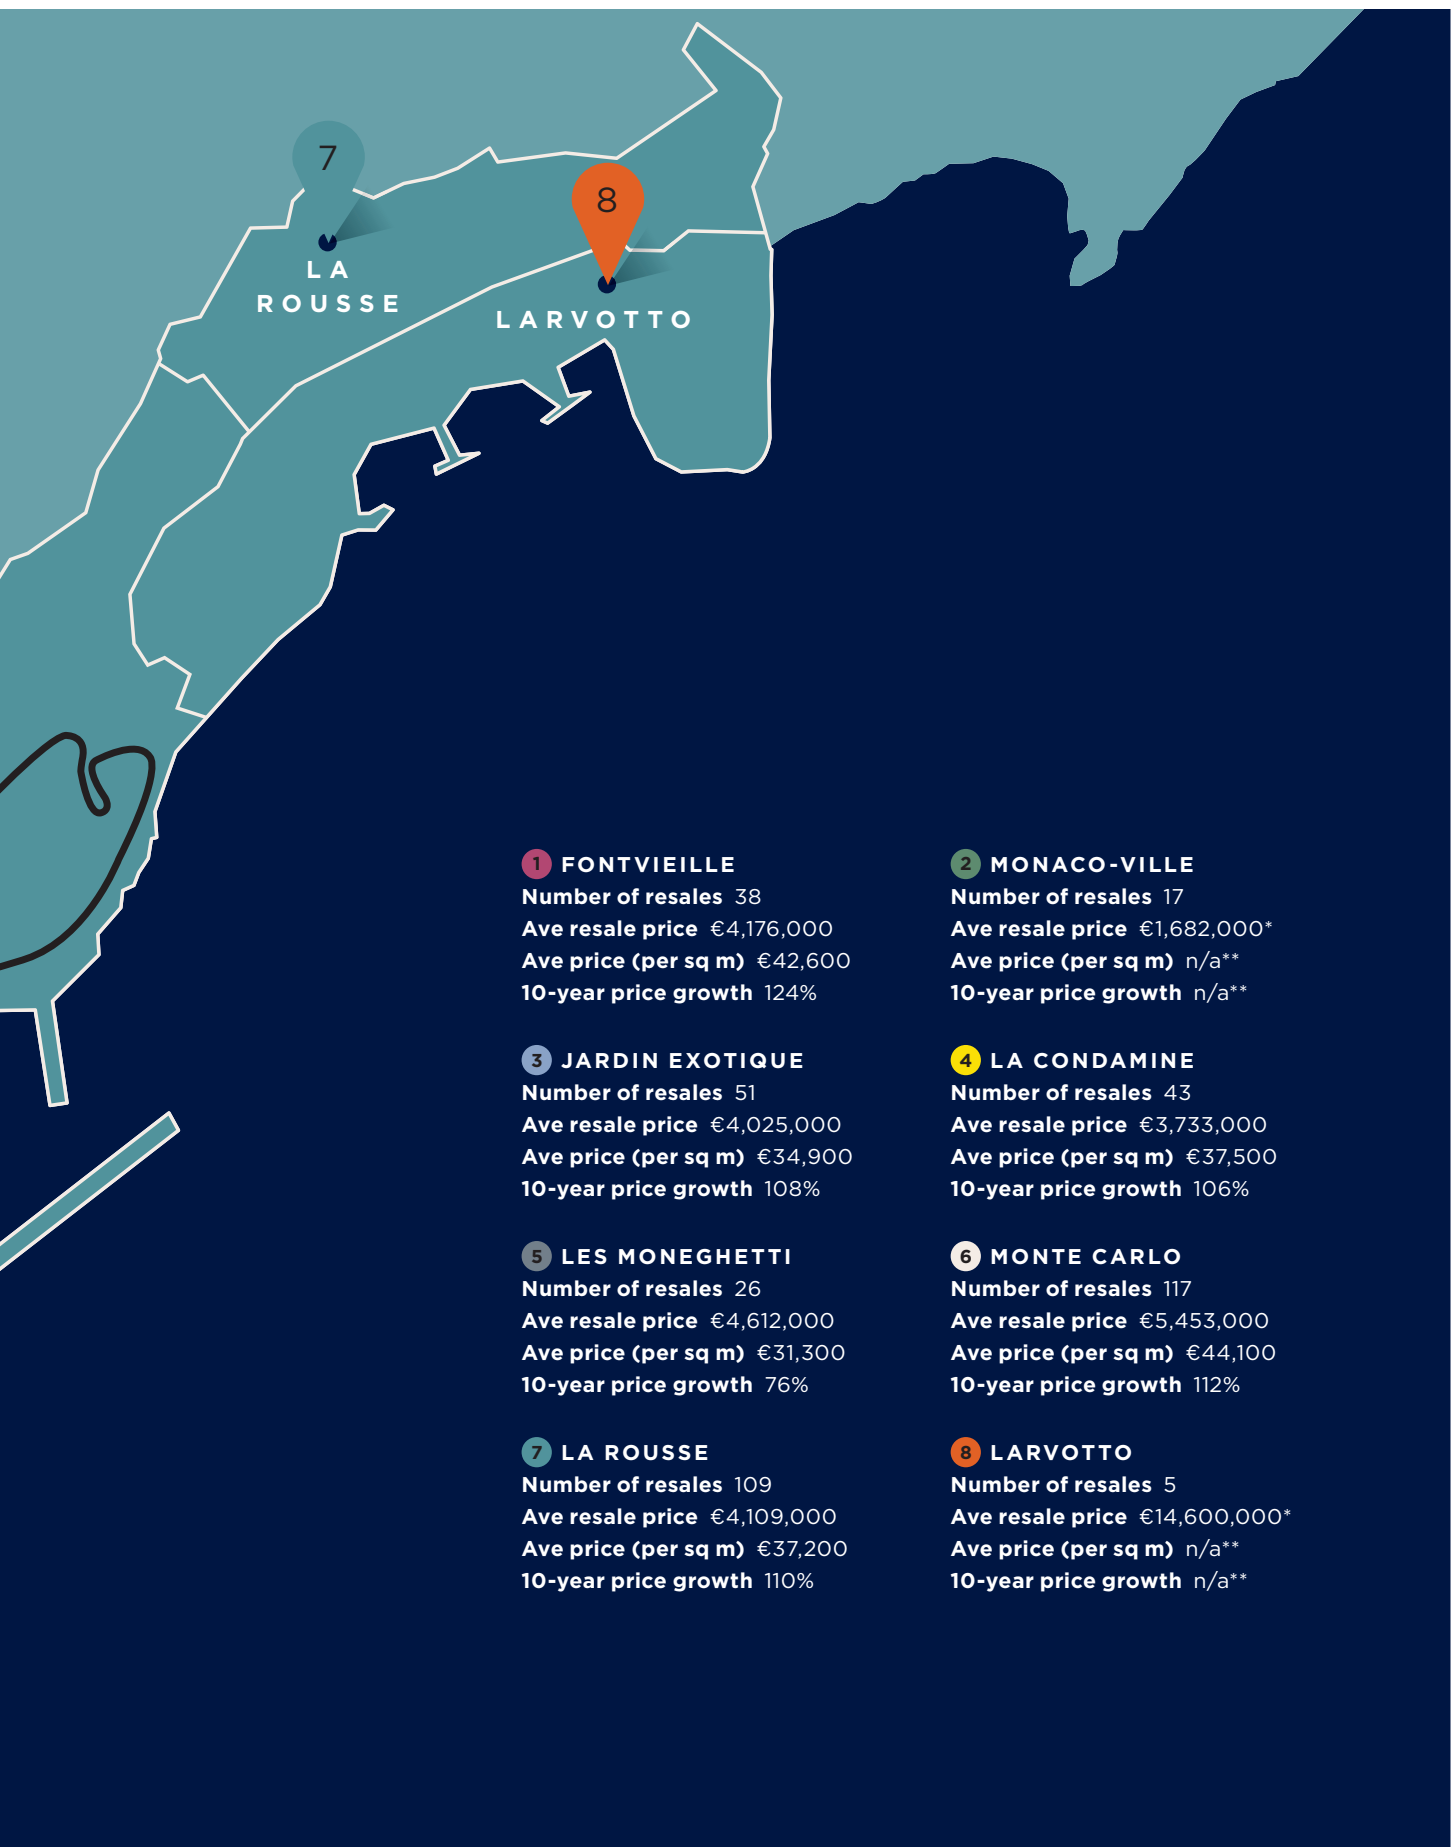 7
8
LA
ROUSSE
LARVOTTO
1 FONTVIEILLE
Number of resales 38
Ave resale price €4,176,000
Ave price (per sq m) €42,600
10-year price growth 124%
2 MONACO-VILLE
Number of resales 17
Ave resale price €1,682,000*
Ave price (per sq m) n/a**
10-year price growth n/a**
3 JARDIN EXOTIQUE
Number of resales 51
Ave resale price €4,025,000
Ave price (per sq m) €34,900
10-year price growth 108%
4 LA CONDAMINE
Number of resales 43
Ave resale price €3,733,000
Ave price (per sq m) €37,500
10-year price growth 106%
5 LES MONEGHETTI
Number of resales 26
Ave resale price €4,612,000
Ave price (per sq m) €31,300
10-year price growth 76%
6 MONTE CARLO
Number of resales 117
Ave resale price €5,453,000
Ave price (per sq m) €44,100
10-year price growth 112%
7 LA ROUSSE
Number of resales 109
Ave resale price €4,109,000
Ave price (per sq m) €37,200
10-year price growth 110%
8 LARVOTTO
Number of resales 5
Ave resale price €14,600,000*
Ave price (per sq m) n/a**
10-year price growth n/a**